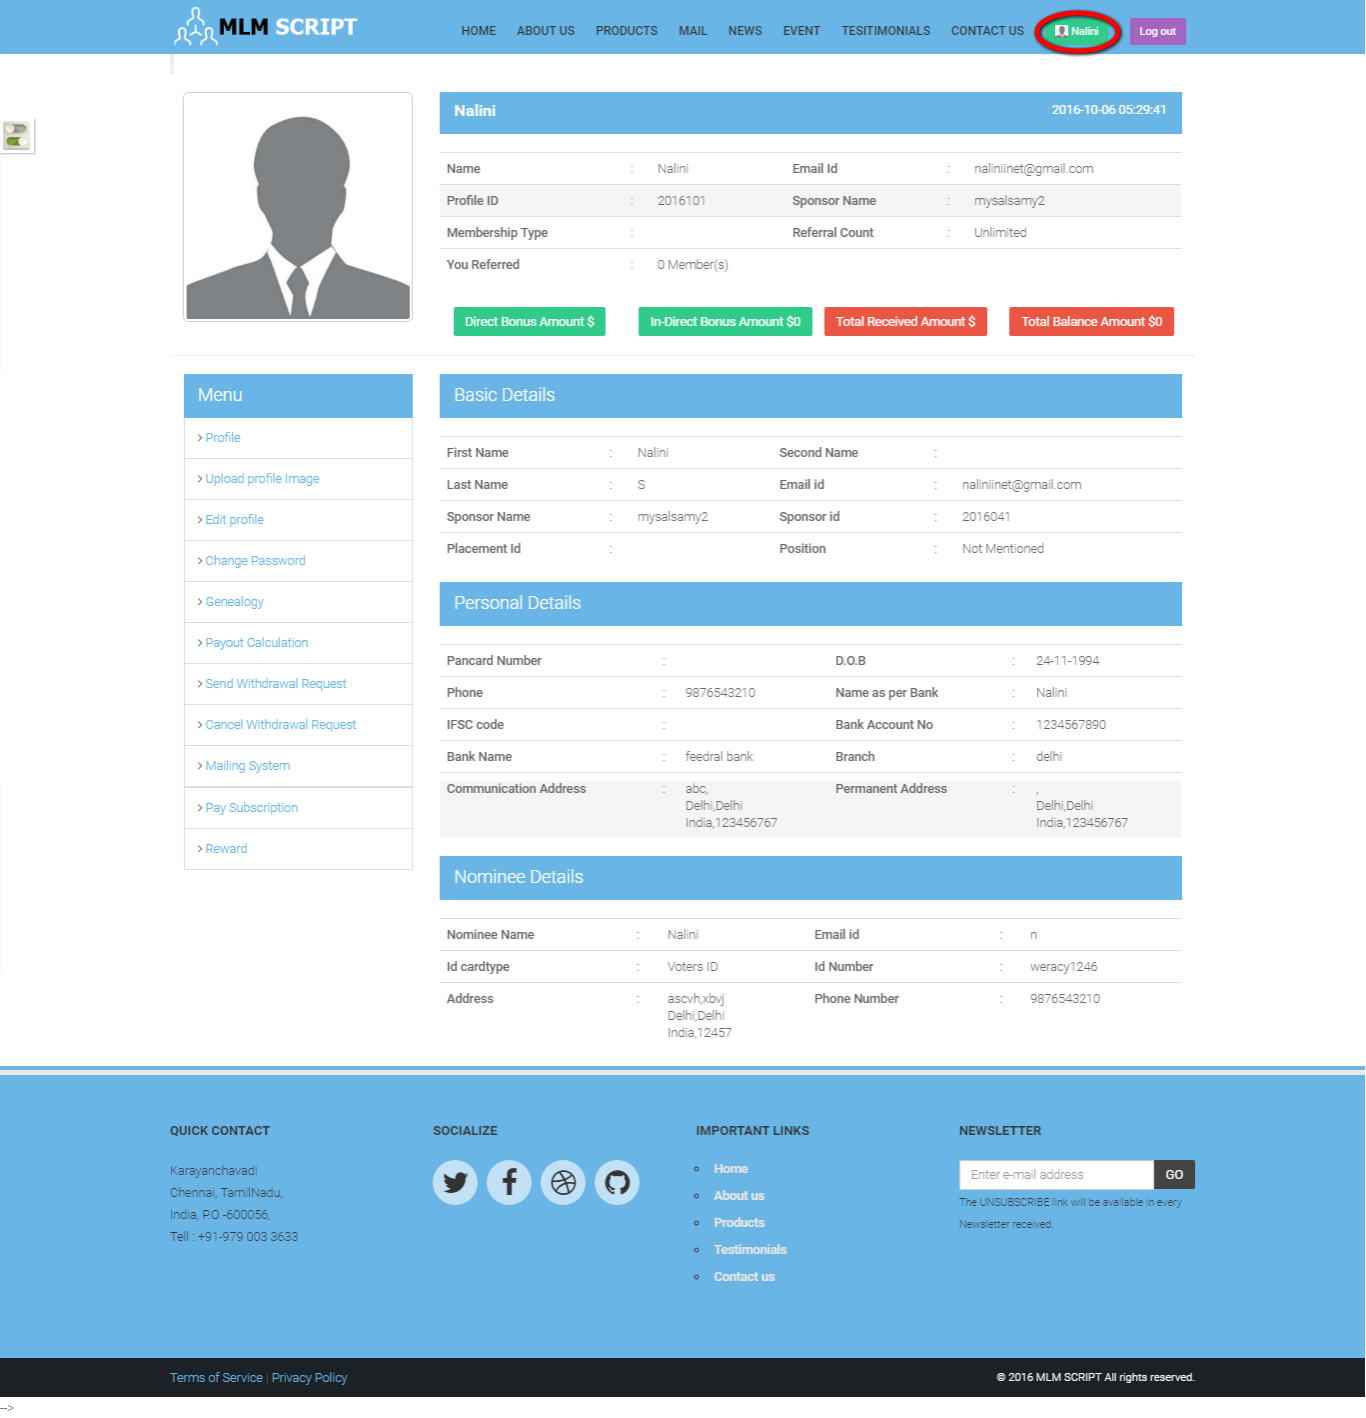 MLM SCRIPT
HOME ABOUT US PRODUCTS MAIL NEWS EVENT TESITIMONIALS CONTACT US Nalini Log out
Nalini 2016-10-06 05:29:41
Name : Nalini Email Id : naliniinet@gmail.com
Profile ID : 2016101 Sponsor Name : mysalsamy2
Membership Type : Referral Count : Unlimited
You Referred : 0 Member(s)
Direct Bonus Amount $ In-Direct Bonus Amount $0 Total Received Amount $ Total Balance Amount $0
Menu
> Profile
> Upload profile Image
> Edit profile
> Change Password
> Genealogy
> Payout Calculation
> Send Withdrawal Request
> Cancel Withdrawal Request
> Mailing System
> Pay Subscription
> Reward
Basic Details
First Name : Nalini Second Name :
Last Name : S Email id : naliniinet@gmail.com
Sponsor Name : mysalsamy2 Sponsor id : 2016041
Placement Id : Position : Not Mentioned
Personal Details
Pancard Number : D.O.B : 24-11-1994
Phone : 9876543210 Name as per Bank : Nalini
IFSC code : Bank Account No : 1234567890
Bank Name : feedral bank Branch : delhi
Communication Address : abc, Permanent Address : ,
Delhi,Delhi Delhi,Delhi
India,123456767 India,123456767
Nominee Details
Nominee Name : Nalini Email id : n
Id cardtype : Voters ID Id Number : weracy1246
Address : ascvh,xbvj Phone Number : 9876543210
Delhi,Delhi
India,12457
QUICK CONTACT
Karayanchavadi
Chennai, TamilNadu,
India, P.O -600056,
Tell : +91-979 003 3633
SOCIALIZE
IMPORTANT LINKS
Home
About us
Products
Testimonials
Contact us
NEWSLETTER
Enter e-mail address GO
The UNSUBSCRIBE link will be available in every
Newsletter received.
Terms of Service | Privacy Policy © 2016 MLM SCRIPT All rights reserved.
-->